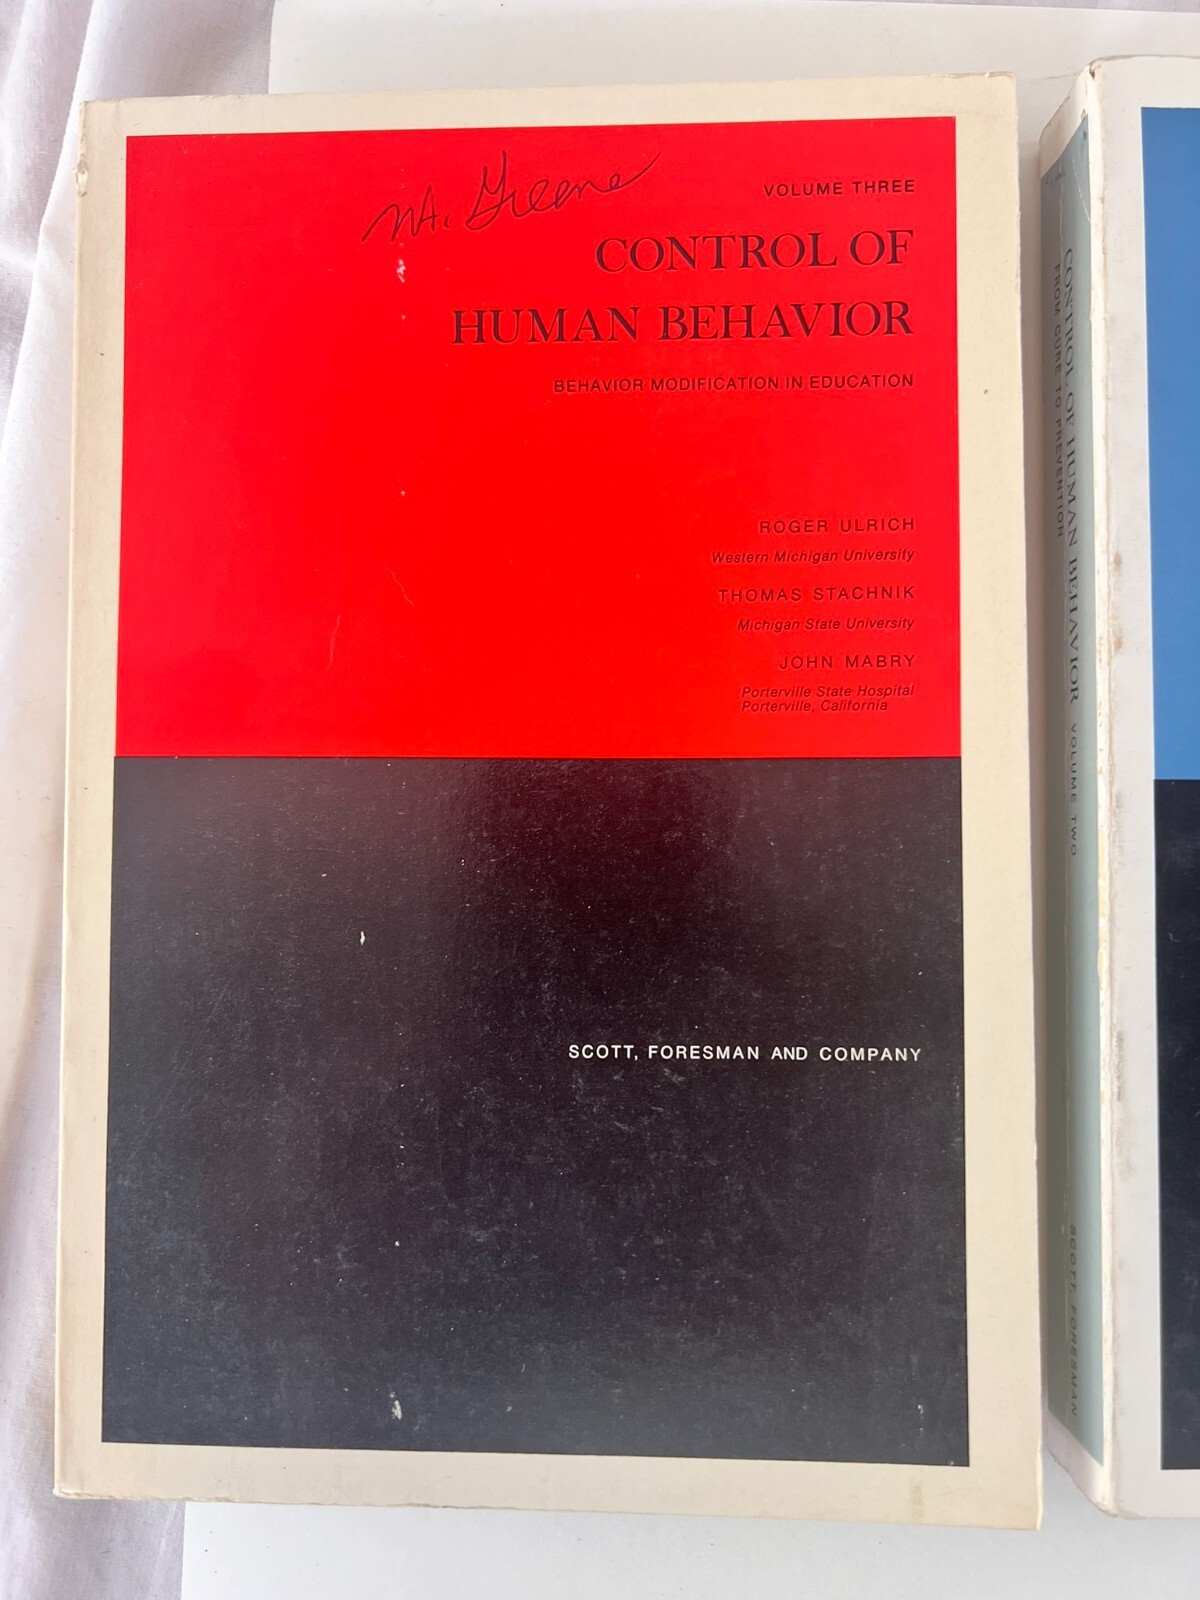 M. Greene
VOLUME THREE
CONTROL OF
HUMAN BEHAVIOR
BEHAVIOR MODIFICATION IN EDUCATION
ROGER ULRICH
Western Michigan University
THOMAS STACHNIK
Michigan State University
JOHN MABRY
Porterville State Hospital
Porterville, California
SCOTT, FORESMAN AND COMPANY
CONTROL OF HUMAN BEHAVIOR VOLUME TWO SCOTT, FORESMAN
FROM CURE TO PREVENTION